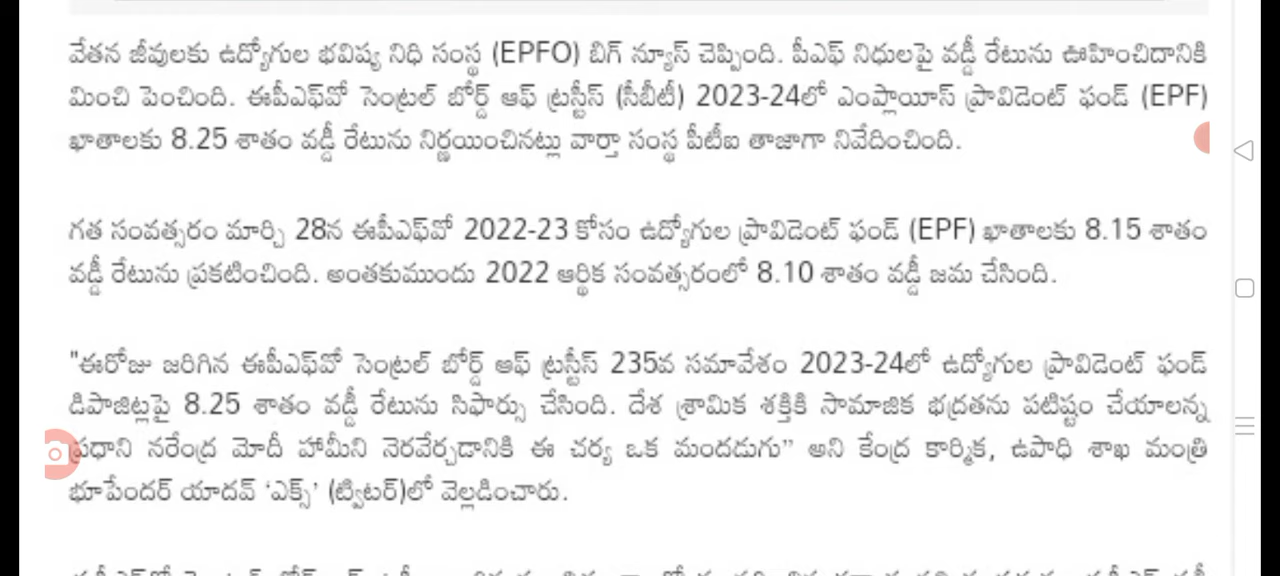 వేతన జీవులకు ఉద్యోగుల భవిష్య నిధి సంస్థ (EPFO) బిగ్ న్యూస్ చెప్పింది. పీఎఫ్ నిధులపై వడ్డీ రేటును ఊహించిదానికి
మించి పెంచింది. ఈపీఎఫ్‌వో సెంట్రల్ బోర్డ్ ఆఫ్ ట్రస్టీస్ (సీబీటీ) 2023-24లో ఎంప్లాయీస్ ప్రావిడెంట్ ఫండ్ (EPF)
ఖాతాలకు 8.25 శాతం వడ్డీ రేటును నిర్ణయించినట్లు వార్తా సంస్థ పీటీఐ తాజాగా నివేదించింది.
గత సంవత్సరం మార్చి 28న ఈపీఎఫ్‌వో 2022-23 కోసం ఉద్యోగుల ప్రావిడెంట్ ఫండ్ (EPF) ఖాతాలకు 8.15 శాతం
వడ్డీ రేటును ప్రకటించింది. అంతకుముందు 2022 ఆర్థిక సంవత్సరంలో 8.10 శాతం వడ్డీ జమ చేసింది.
"ఈరోజు జరిగిన ఈపీఎఫ్‌వో సెంట్రల్ బోర్డ్ ఆఫ్ ట్రస్టీస్ 235వ సమావేశం 2023-24లో ఉద్యోగుల ప్రావిడెంట్ ఫండ్
డిపాజిట్లపై 8.25 శాతం వడ్డీ రేటును సిఫార్సు చేసింది. దేశ శ్రామిక శక్తికి సామాజిక భద్రతను పటిష్టం చేయాలన్న
ప్రధాని నరేంద్ర మోదీ హామీని నెరవేర్చడానికి ఈ చర్య ఒక మందడుగు” అని కేంద్ర కార్మిక, ఉపాధి శాఖ మంత్రి
భూపేందర్ యాదవ్ ‘ఎక్స్’ (ట్విటర్)లో వెల్లడించారు.